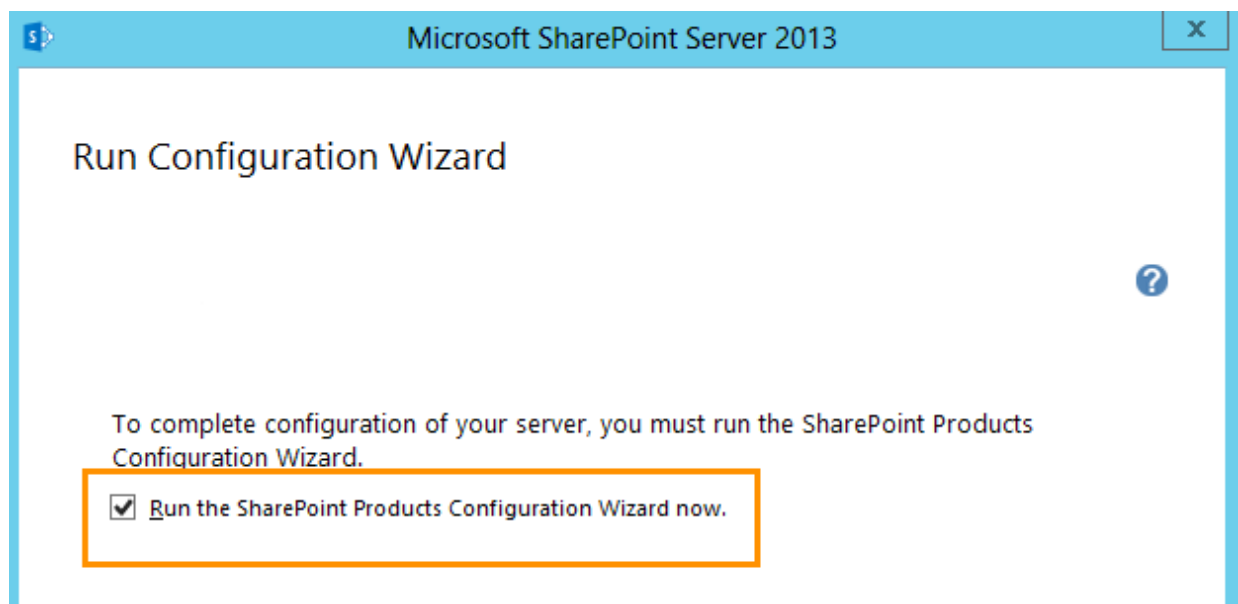 Microsoft SharePoint Server 2013
X
Run Configuration Wizard
?
To complete configuration of your server, you must run the SharePoint Products
Configuration Wizard.
Run the SharePoint Products Configuration Wizard now.